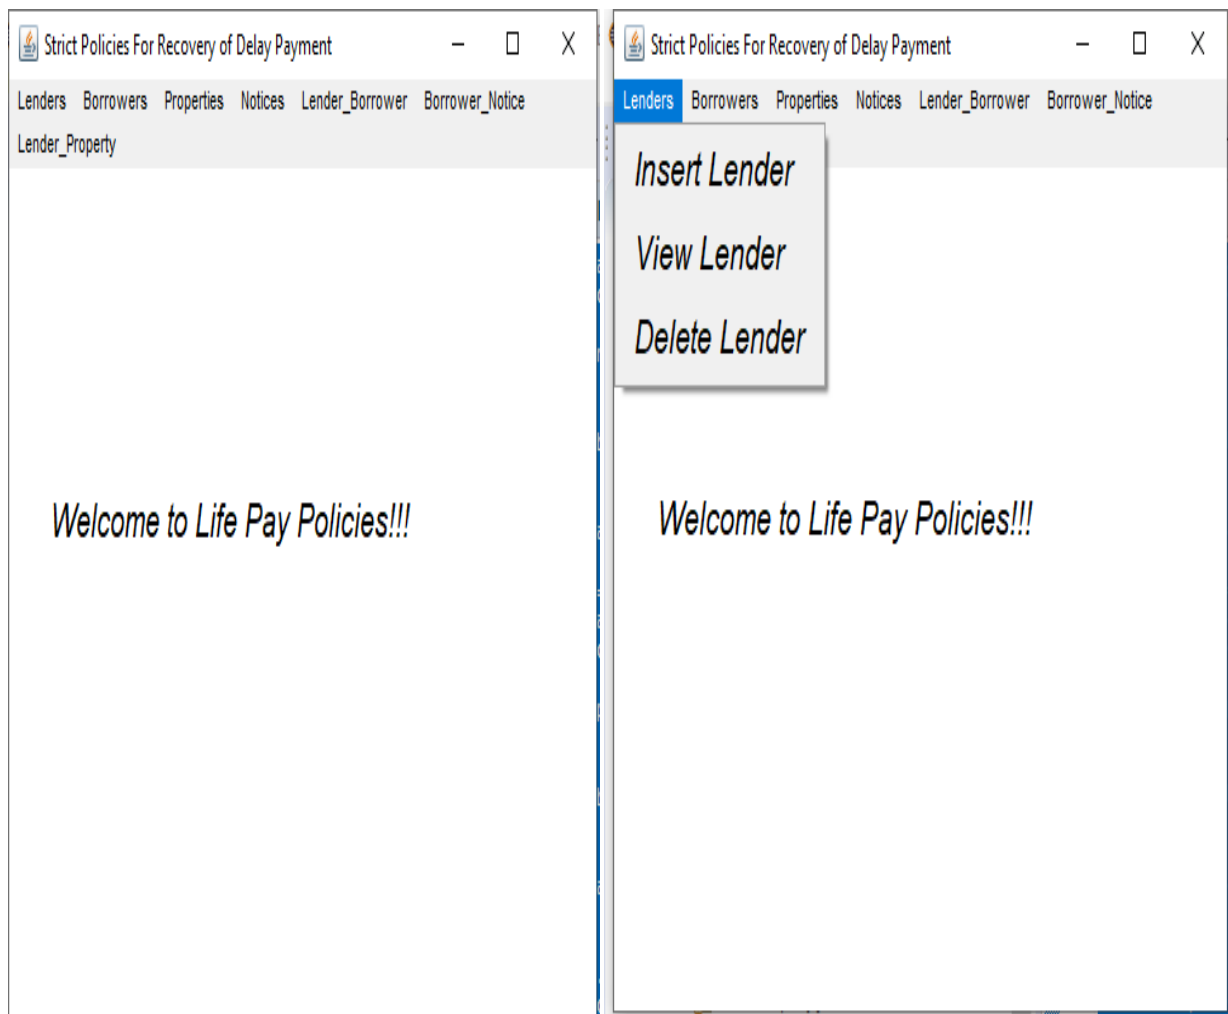 Strict Policies For Recovery of Delay Payment
Lenders Borrowers Properties Notices Lender_Borrower Borrower_Notice
Lender_Property
Welcome to Life Pay Policies!!!
Strict Policies For Recovery of Delay Payment
Lenders Borrowers Properties Notices Lender_Borrower Borrower_Notice
Insert Lender
View Lender
Delete Lender
Welcome to Life Pay Policies!!!